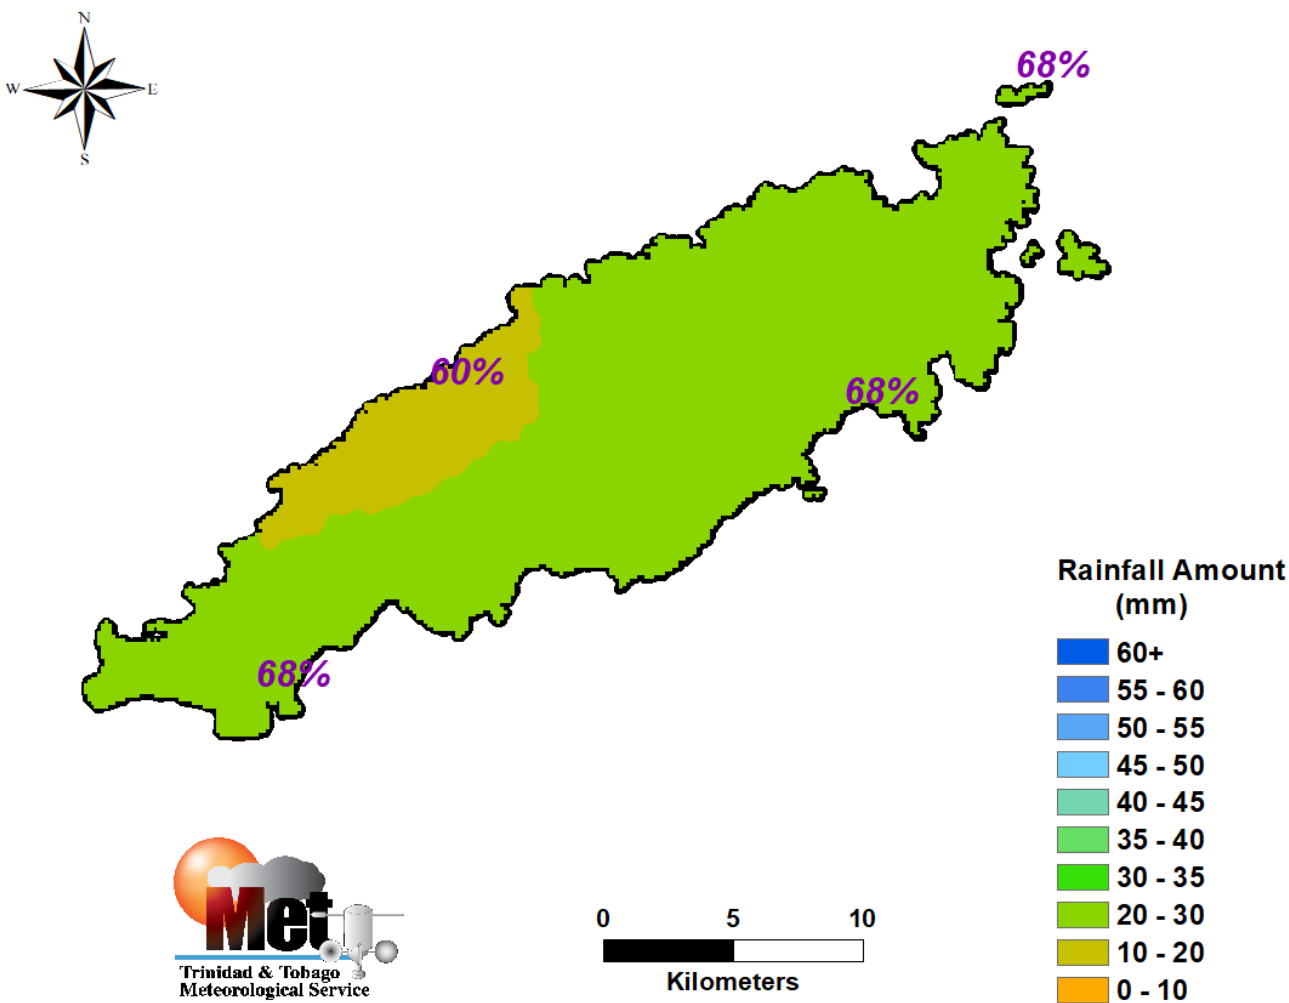 N
68%
W
E
S
60%
68%
Rainfall Amount
(mm)
60+
55 - 60
68%
50 - 55
45 - 50
40 - 45
35 - 40
30 - 35
20 - 30
10 - 20
0 - 10
Met
Trinidad & Tobago
Meteorological Service
0 5 10
Kilometers